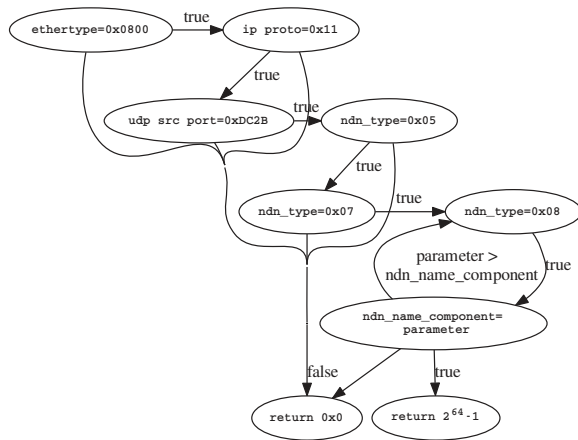 ethertype=0x0800
true
ip proto=0x11
true
udp src port=0xDC2B
true
ndn_type=0x05
true
ndn_type=0x07
true
ndn_type=0x08
parameter >
ndn_name_component
true
ndn_name_component=
parameter
false
true
return 0x0
return 2^64-1